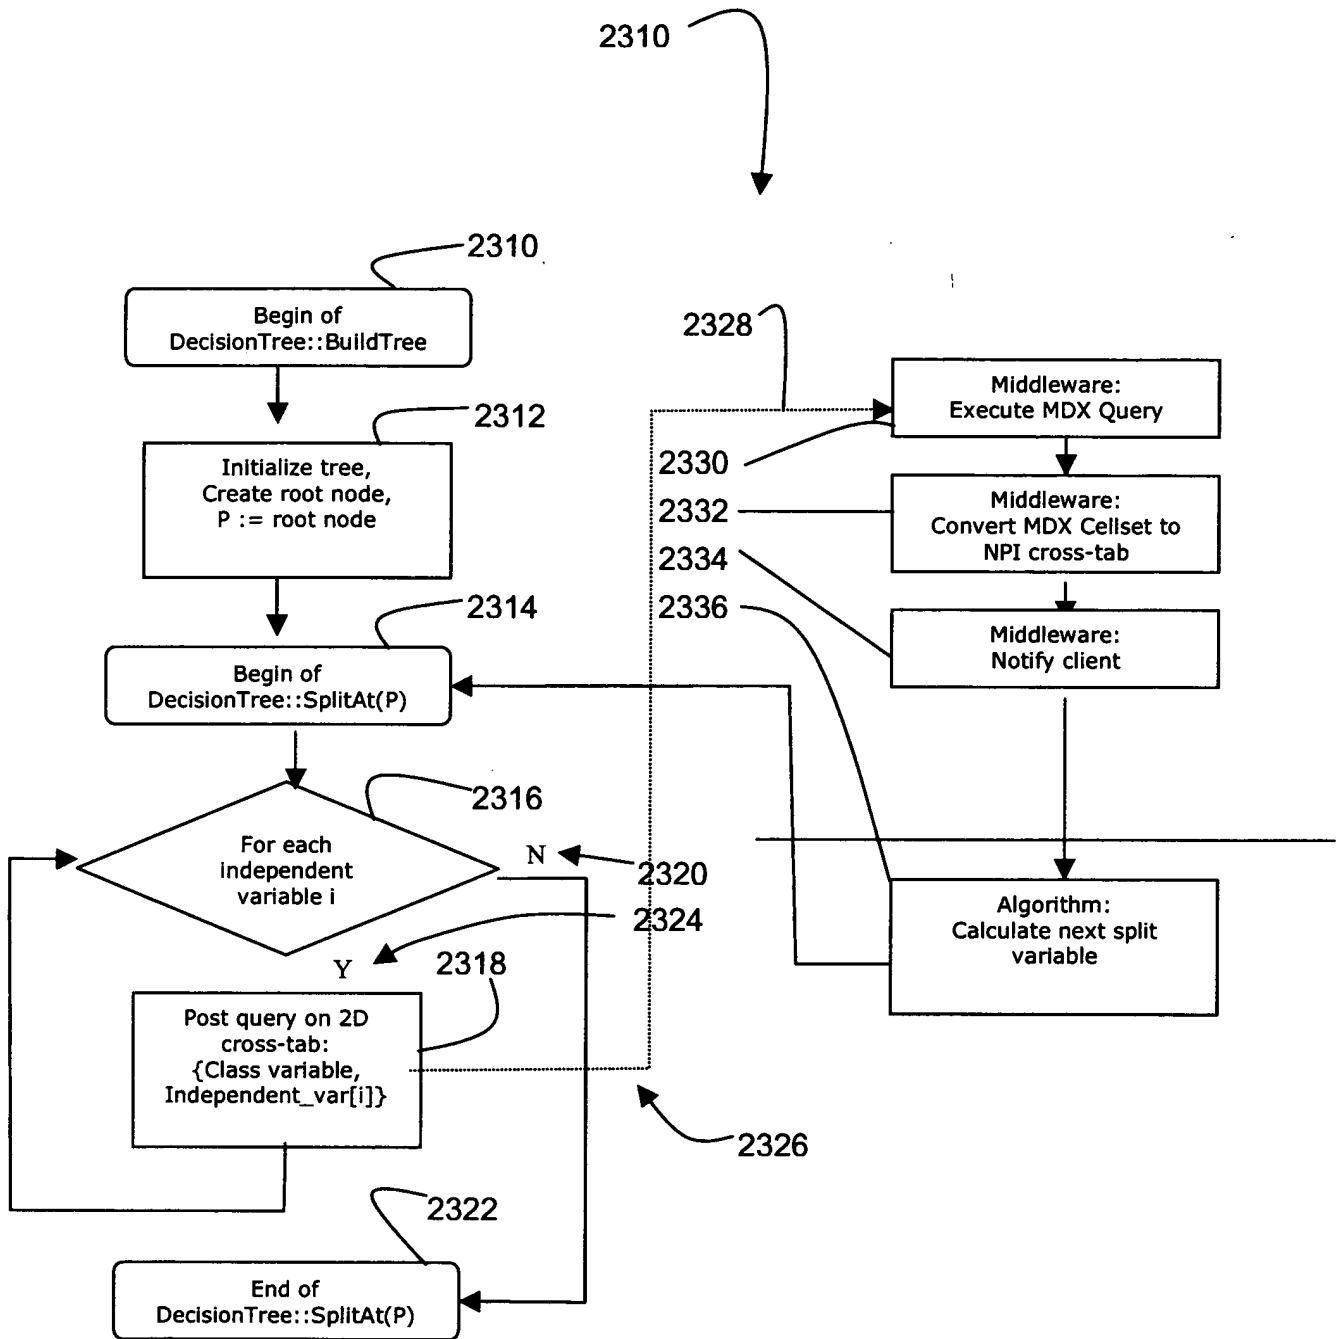 2310
2310
Begin of
DecisionTree::BuildTree
2312
Initialize tree,
Create root node,
P := root node
2314
Begin of
DecisionTree::SplitAt(P)
2316
For each
independent
variable i
N
2320
2324
Y
2318
Post query on 2D
cross-tab:
{Class variable,
Independent_var[i]}
2326
2322
End of
DecisionTree::SplitAt(P)
2328
Middleware:
Execute MDX Query
2330
2332
Middleware:
Convert MDX Cellset to
NPI cross-tab
2334
Middleware:
Notify client
2336
Algorithm:
Calculate next split
variable